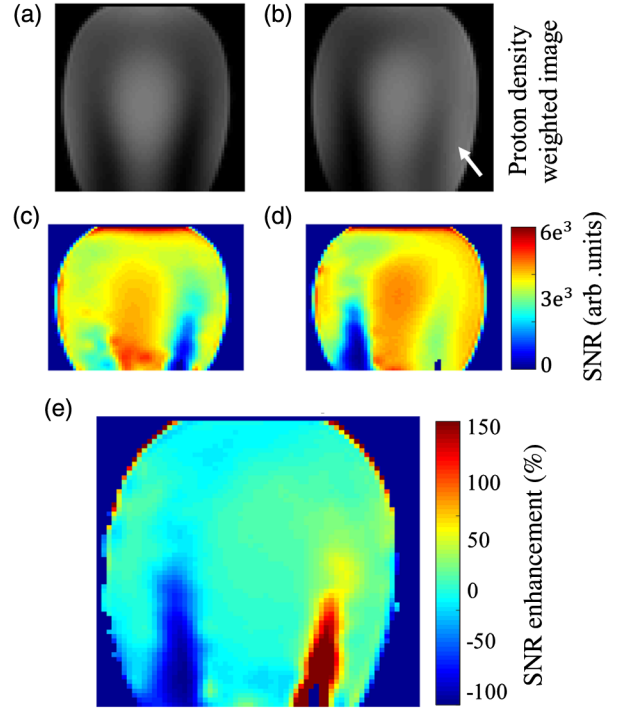 (a)
(b)
Proton density
weighted image
(c)
(d)
6e³
3e³
0
SNR (arb .units)
(e)
150
100
50
0
-50
-100
SNR enhancement (%)